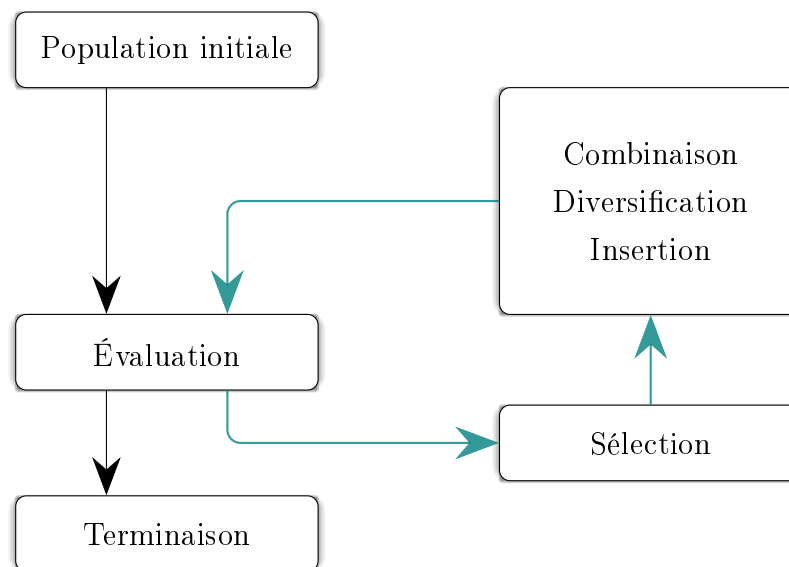 Population initiale
Combinaison
Diversification
Insertion
Évaluation
Sélection
Terminaison